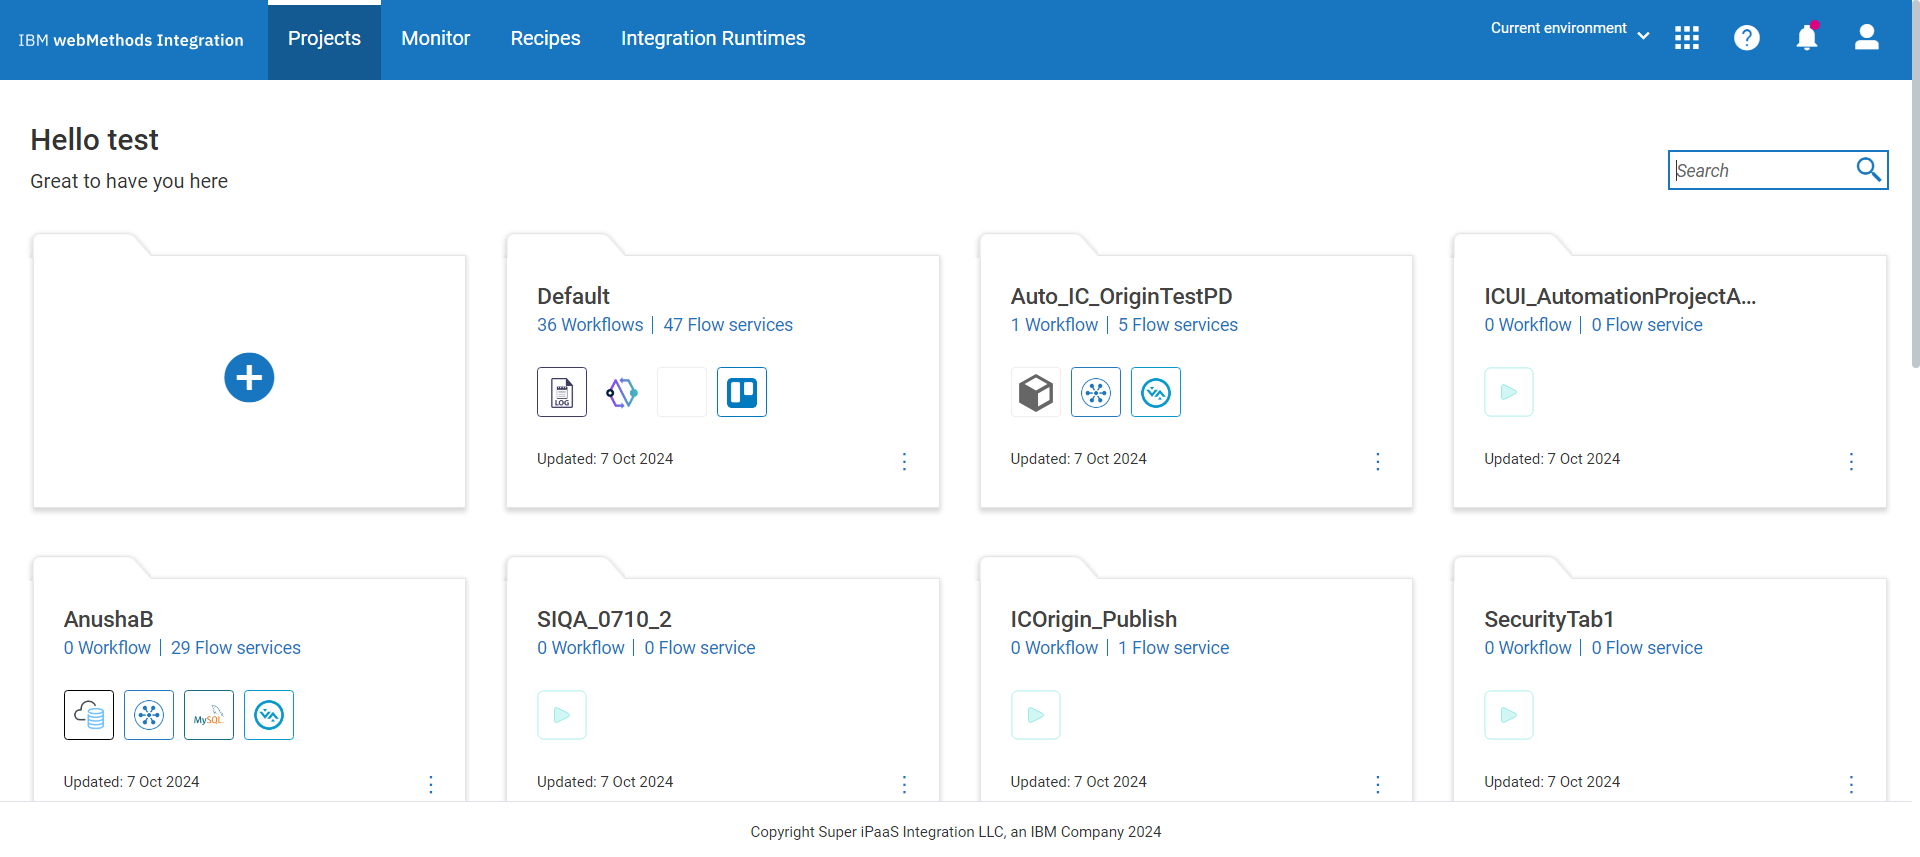 IBM webMethods Integration
Projects
Monitor
Recipes
Integration Runtimes
Current environment
Hello test
Great to have you here
Search
Default
36 Workflows | 47 Flow services
LOG
Updated: 7 Oct 2024
Auto_IC_OriginTestPD
1 Workflow | 5 Flow services
Updated: 7 Oct 2024
ICUI_AutomationProjectA...
0 Workflow | 0 Flow service
Updated: 7 Oct 2024
AnushaB
0 Workflow | 29 Flow services
MySQL
Updated: 7 Oct 2024
SIQA_0710_2
0 Workflow | 0 Flow service
Updated: 7 Oct 2024
ICOrigin_Publish
0 Workflow | 1 Flow service
Updated: 7 Oct 2024
SecurityTab1
0 Workflow | 0 Flow service
Updated: 7 Oct 2024
Copyright Super iPaaS Integration LLC, an IBM Company 2024